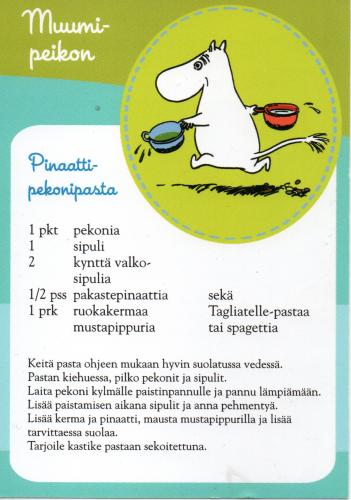 Muumi-
peikon
Pinaatti-
pekonipasta
1 pkt pekonia
1 sipuli
2 kynttä valko-
sipulia
1/2 pss pakastepinaattia sekä
1 prk ruokakermaa Tagliatelle-pastaa
mustapippuria tai spagettia
Keitä pasta ohjeen mukaan hyvin suolatussa vedessä.
Pastan kiehuessa, pilko pekonit ja sipulit.
Laita pekoni kylmälle paistinpannulle ja pannu lämpiämään.
Lisää paistamisen aikana sipulit ja anna pehmentyä.
Lisää kerma ja pinaatti, mausta mustapippurilla ja lisää
tarvittaessa suolaa.
Tarjoile kastike pastaan sekoitettuna.